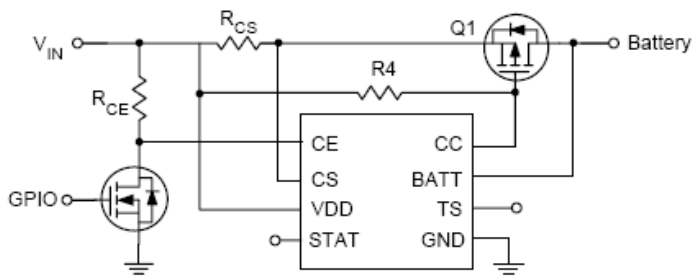 R_CS
Q1
V_IN
Battery
R4
R_CE
CE
CC
CS
BATT
GPIO
VDD
TS
STAT
GND